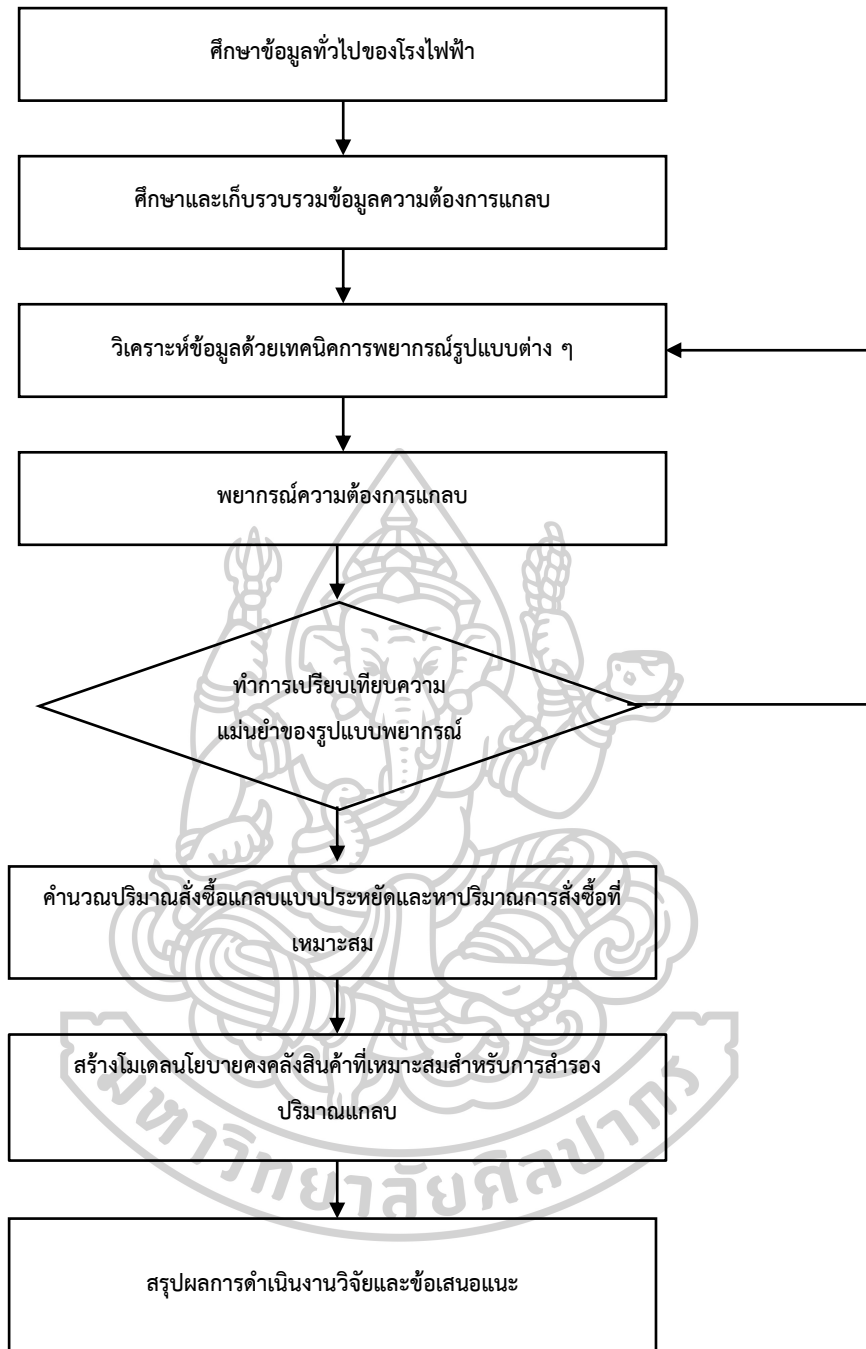 ศึกษาข้อมูลทั่วไปของโรงไฟฟ้า
ศึกษาและเก็บรวบรวมข้อมูลความต้องการแกลบ
วิเคราะห์ข้อมูลด้วยเทคนิคการพยากรณ์รูปแบบต่าง ๆ
พยากรณ์ความต้องการแกลบ
ทำการเปรียบเทียบความ
แม่นยำของรูปแบบพยากรณ์
คำนวณปริมาณสั่งซื้อแกลบแบบประหยัดและหาปริมาณการสั่งซื้อที่
เหมาะสม
สร้างโมเดลนโยบายคงคลังสินค้าที่เหมาะสมสำหรับการสำรอง
ปริมาณแกลบ
มหาวิทยาลัยศิลปากร
สรุปผลการดำเนินงานวิจัยและข้อเสนอแนะ